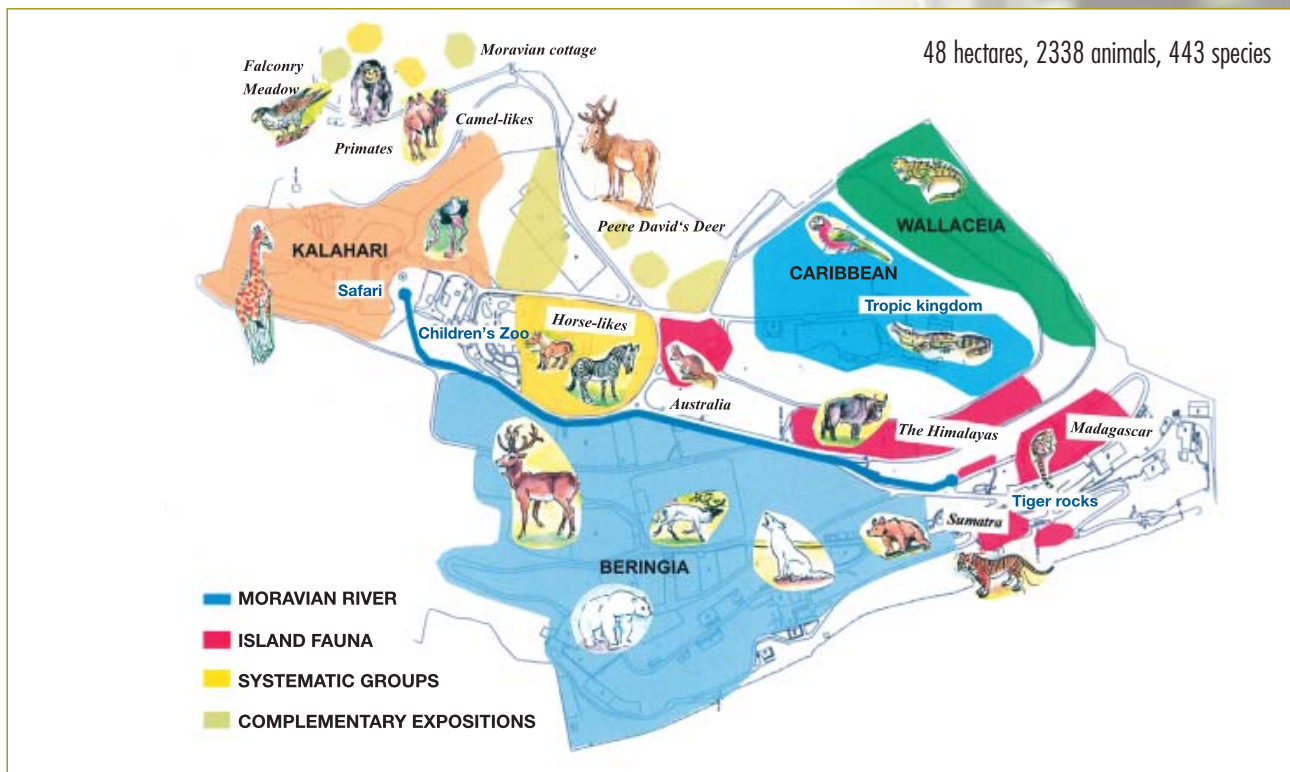 48 hectares, 2338 animals, 443 species
Moravian cottage
Falconry
Meadow
Camel-likes
Primates
Peere David‘s Deer
WALLACEIA
KALAHARI
CARIBBEAN
Safari
Tropic kingdom
Horse-likes
Children’s Zoo
Australia
The Himalayas
Madagascar
Tiger rocks
Sumatra
BERINGIA
MORAVIAN RIVER
ISLAND FAUNA
SYSTEMATIC GROUPS
COMPLEMENTARY EXPOSITIONS